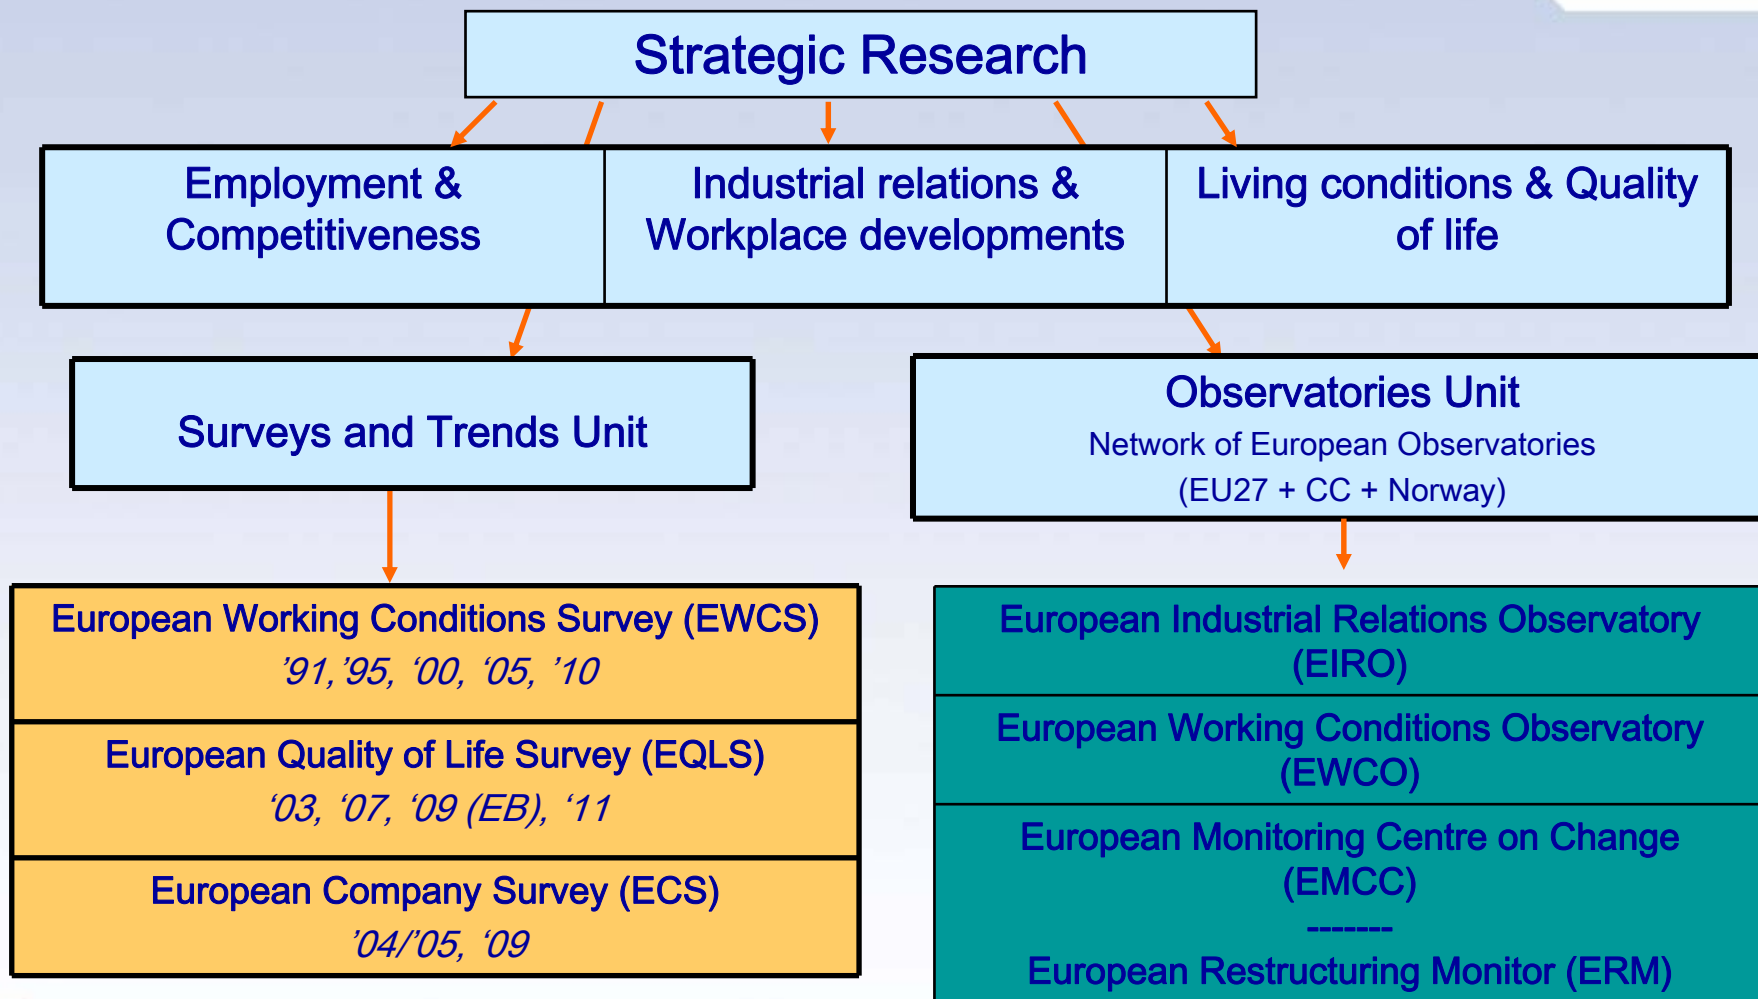 Strategic Research
Employment &
Competitiveness
Industrial relations &
Workplace developments
Living conditions & Quality
of life
Surveys and Trends Unit
Observatories Unit
Network of European Observatories
(EU27 + CC + Norway)
European Working Conditions Survey (EWCS)
’91,’95, ‘00, ‘05, ’10
European Quality of Life Survey (EQLS)
‘03, ‘07, ‘09 (EB), ‘11
European Company Survey (ECS)
’04/’05, ‘09
European Industrial Relations Observatory
(EIRO)
European Working Conditions Observatory
(EWCO)
European Monitoring Centre on Change
(EMCC)
-------
European Restructuring Monitor (ERM)